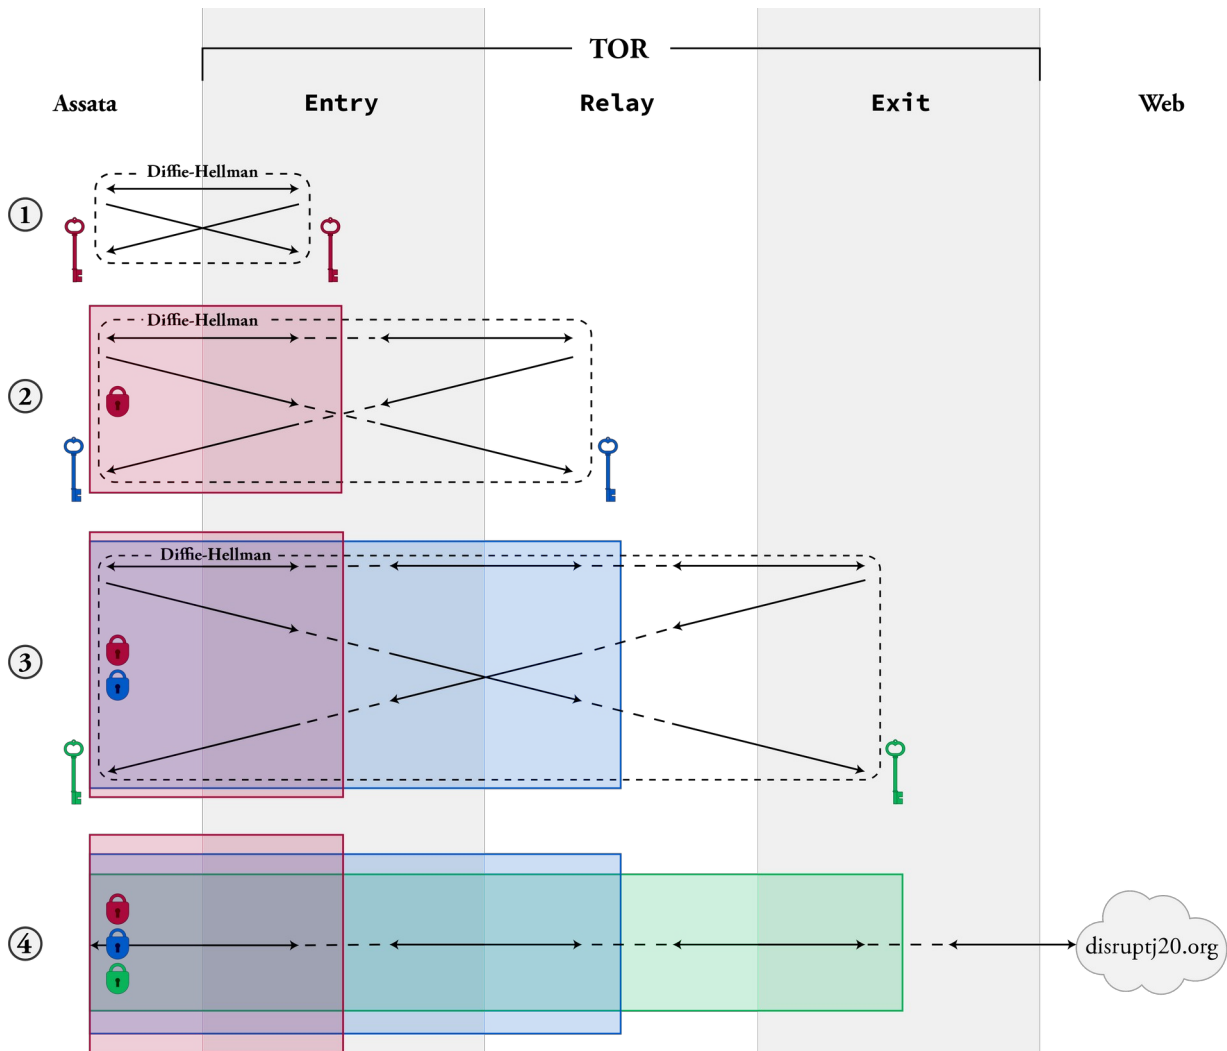 TOR
Assata
Entry
Relay
Exit
Web
1
Diffie-Hellman
2
Diffie-Hellman
3
Diffie-Hellman
4
disruptj20.org